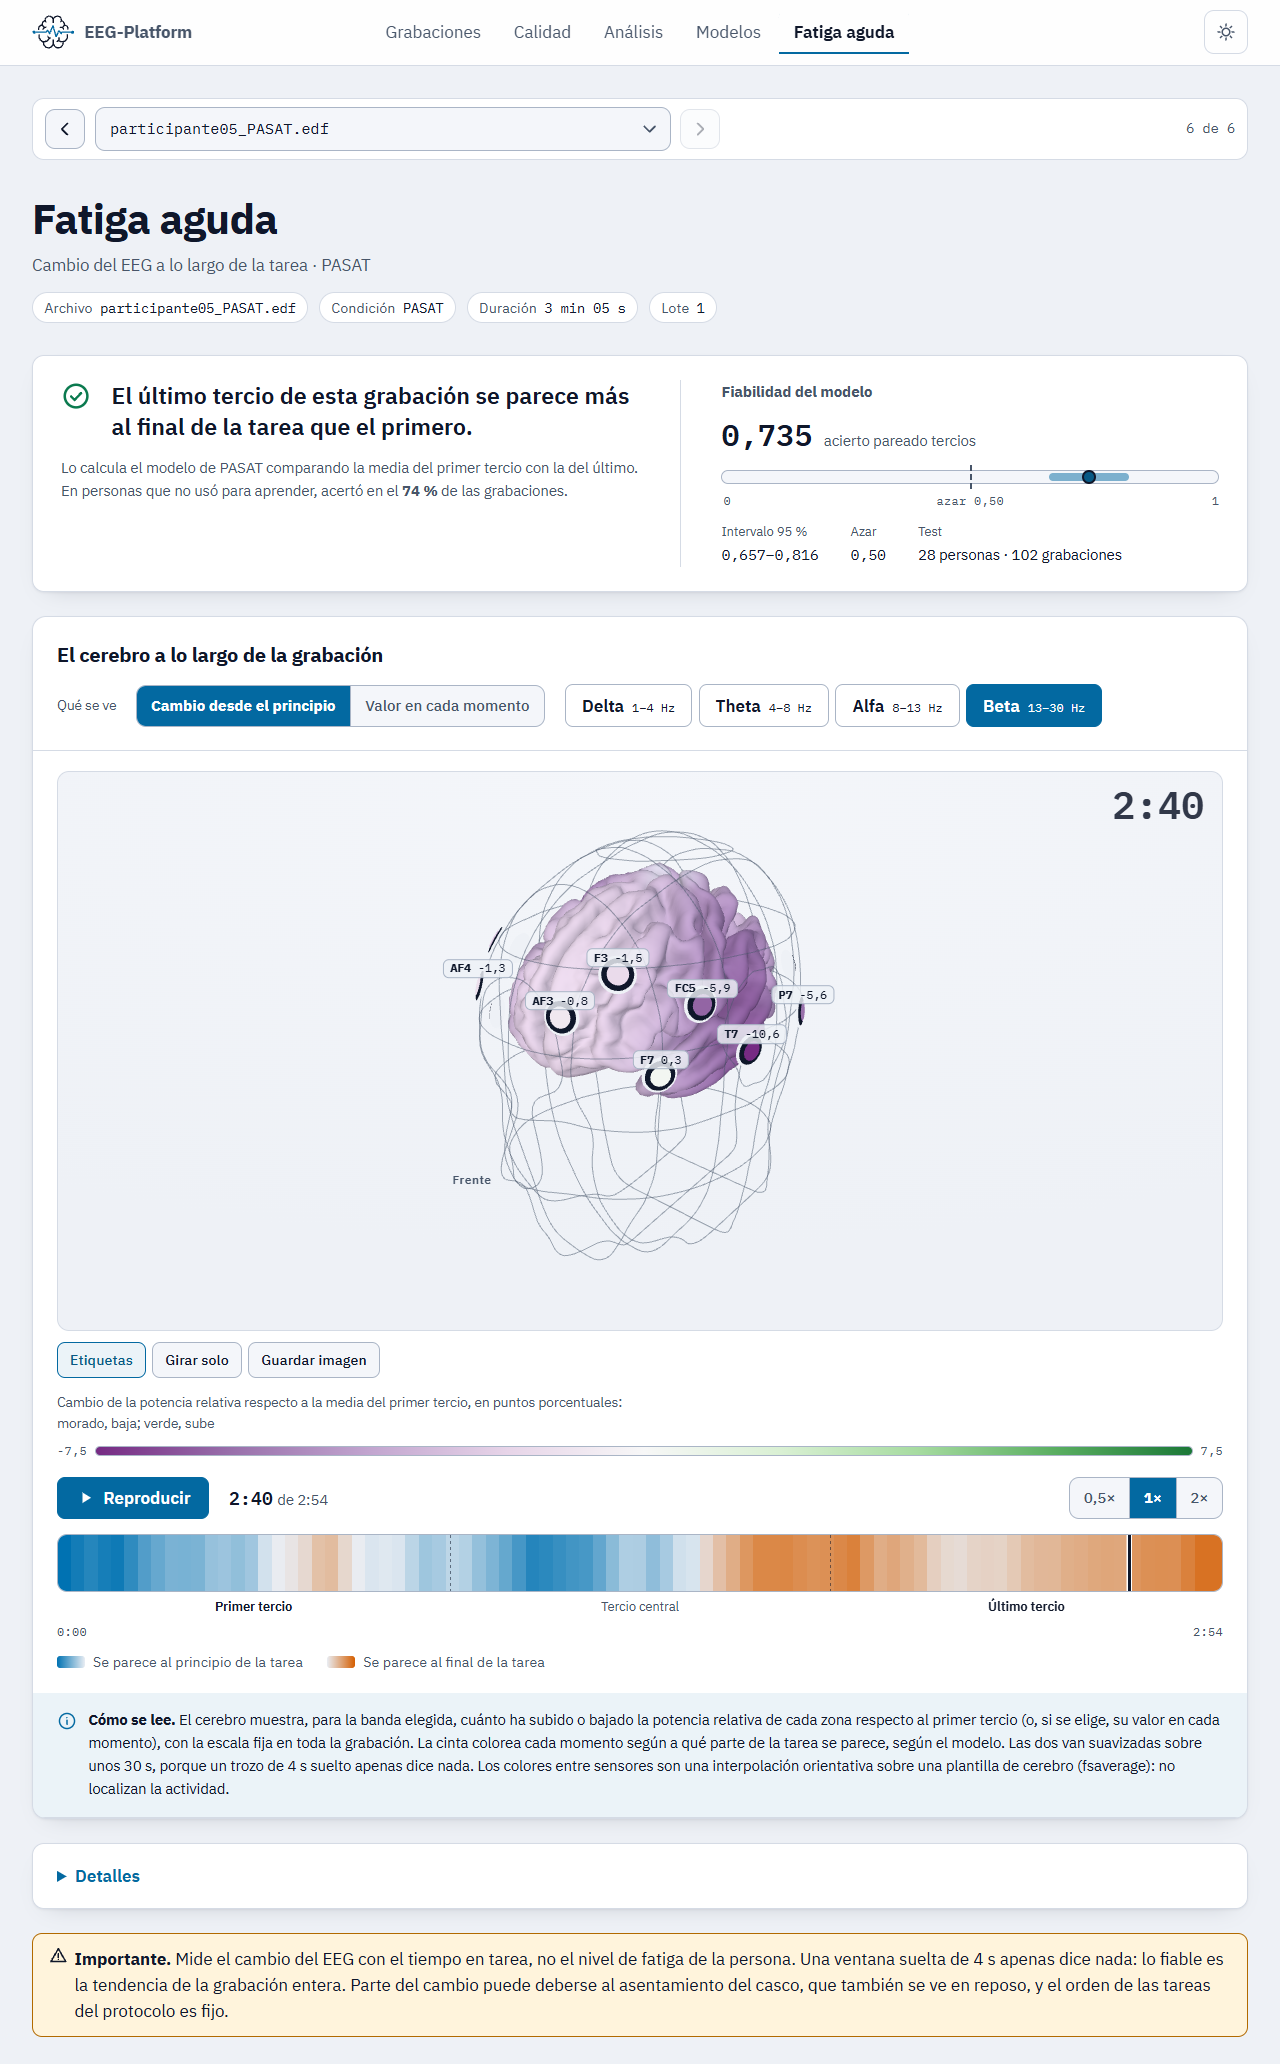 EEG-Platform
Grabaciones
Calidad
Análisis
Modelos
Fatiga aguda
participante05_PASAT.edf
6 de 6
Fatiga aguda
Cambio del EEG a lo largo de la tarea · PASAT
Archivo participante05_PASAT.edf
Condición PASAT
Duración 3 min 05 s
Lote 1
El último tercio de esta grabación se parece más
al final de la tarea que el primero.
Lo calcula el modelo de PASAT comparando la media del primer tercio con la del último.
En personas que no usó para aprender, acertó en el 74 % de las grabaciones.
Fiabilidad del modelo
0,735 acierto pareado tercios
0
azar 0,50
1
Intervalo 95 %
Azar
Test
0,657–0,816
0,50
28 personas · 102 grabaciones
El cerebro a lo largo de la grabación
Qué se ve
Cambio desde el principio
Valor en cada momento
Delta 1–4 Hz
Theta 4–8 Hz
Alfa 8–13 Hz
Beta 13–30 Hz
2:40
F3 -1,5
AF4 -1,3
FC5 -5,9
P7 -5,6
AF3 -0,8
T7 -10,6
F7 0,3
Frente
Etiquetas
Girar solo
Guardar imagen
Cambio de la potencia relativa respecto a la media del primer tercio, en puntos porcentuales:
morado, baja; verde, sube
-7,5
7,5
Reproducir
2:40 de 2:54
0,5×
1×
2×
Primer tercio
Tercio central
Último tercio
0:00
2:54
Se parece al principio de la tarea
Se parece al final de la tarea
Cómo se lee. El cerebro muestra, para la banda elegida, cuánto ha subido o bajado la potencia relativa de cada zona respecto al primer tercio (o, si se elige, su valor en cada
momento), con la escala fija en toda la grabación. La cinta colorea cada momento según a qué parte de la tarea se parece, según el modelo. Las dos van suavizadas sobre
unos 30 s, porque un trozo de 4 s suelto apenas dice nada. Los colores entre sensores son una interpolación orientativa sobre una plantilla de cerebro (fsaverage): no
localizan la actividad.
Detalles
Importante. Mide el cambio del EEG con el tiempo en tarea, no el nivel de fatiga de la persona. Una ventana suelta de 4 s apenas dice nada: lo fiable es
la tendencia de la grabación entera. Parte del cambio puede deberse al asentamiento del casco, que también se ve en reposo, y el orden de las tareas
del protocolo es fijo.